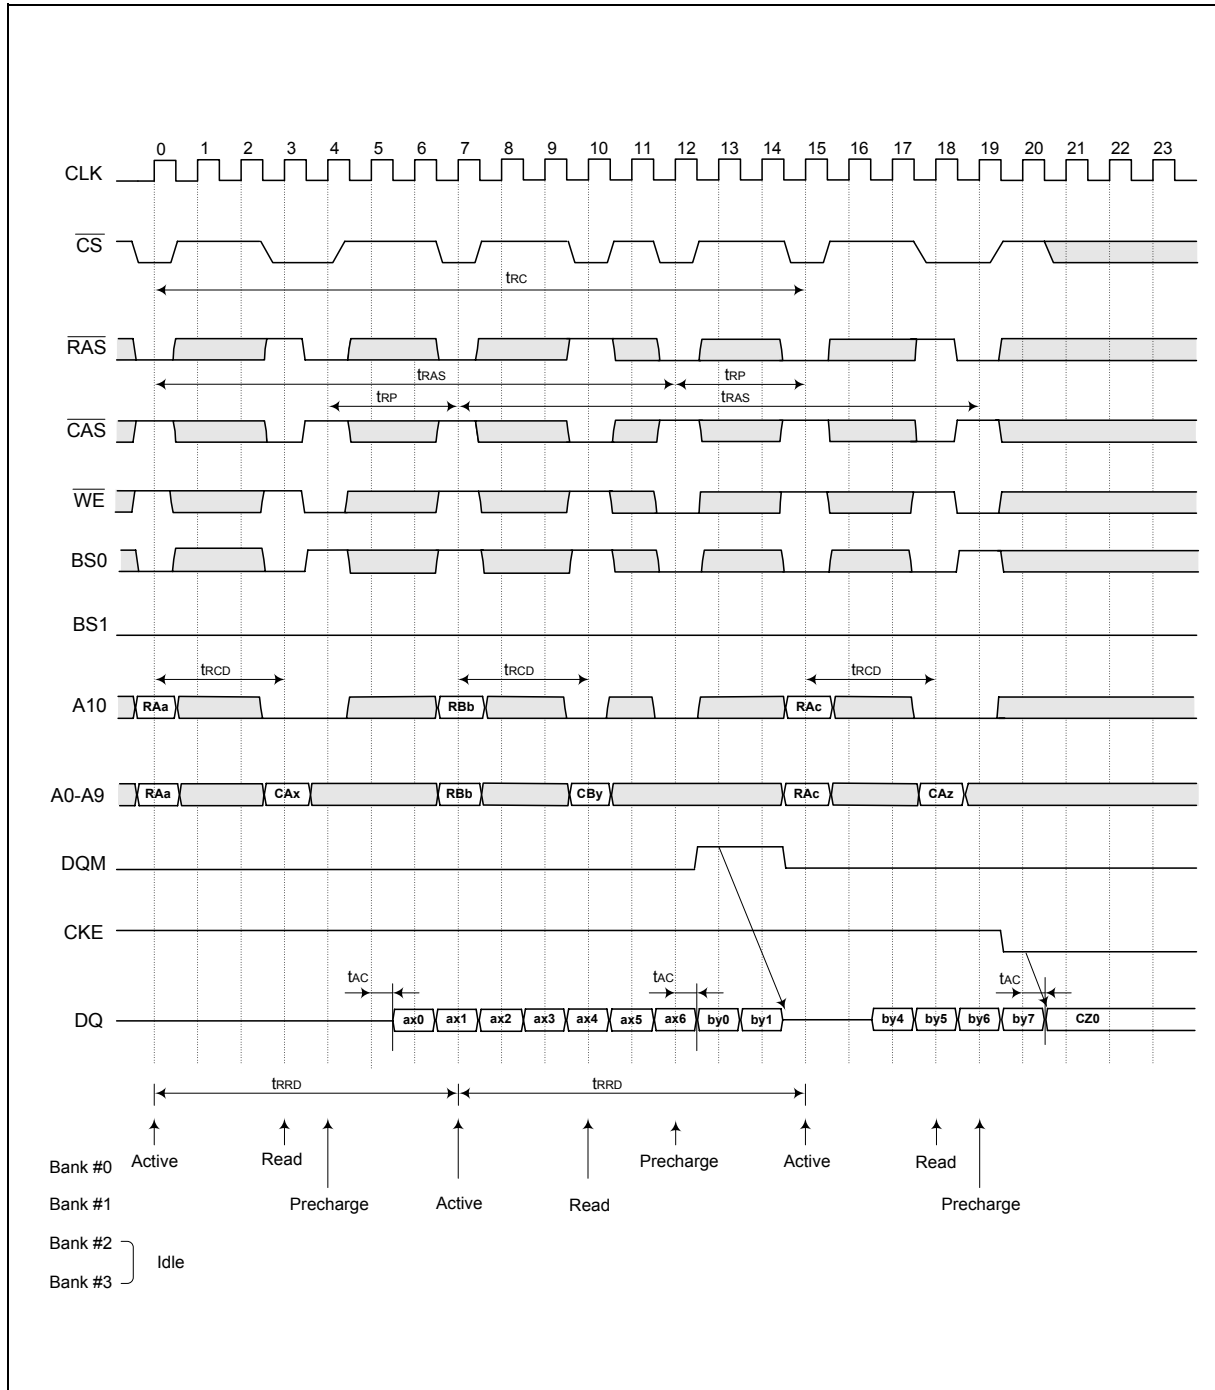 0 1 2 3 4 5 6 7 8 9 10 11 12 13 14 15 16 17 18 19 20 21 22 23
CLK
CS
tRC
RAS
tRAS tRP
tRP tRAS
CAS
WE
BS0
BS1
tRCD tRCD tRCD
A10 RAa RBb RAc
A0-A9 RAa CAx RBb CBy RAc CAz
DQM
CKE
tAC tAC tAC
DQ ax0 ax1 ax2 ax3 ax4 ax5 ax6 by0 by1 by4 by5 by6 by7 CZ0
tRRD tRRD
Bank #0 Active Read Precharge Active Read
Bank #1 Precharge Active Read Precharge
Bank #2
Idle
Bank #3